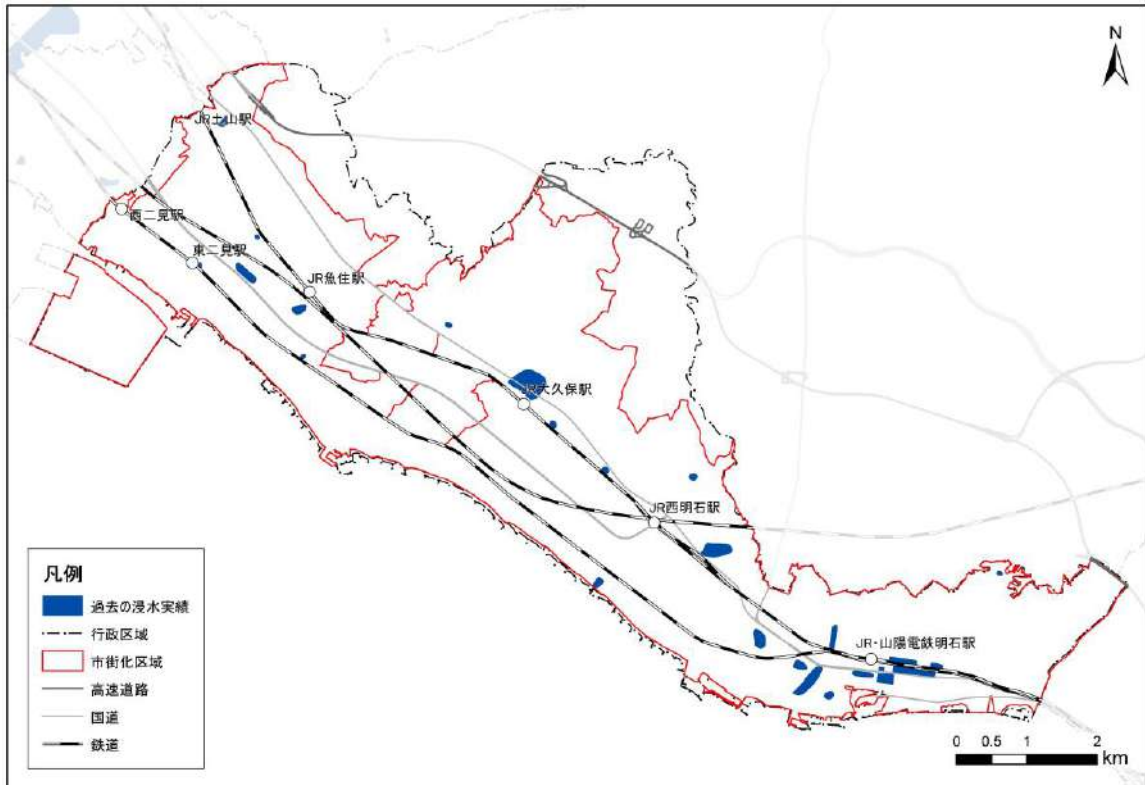 N
JR土山駅
西二見駅
東二見駅
JR魚住駅
JR大久保駅
JR西明石駅
JR・山陽電鉄明石駅
凡例
過去の浸水実績
行政区域
市街化区域
高速道路
国道
鉄道
0 0.5 1 2
km